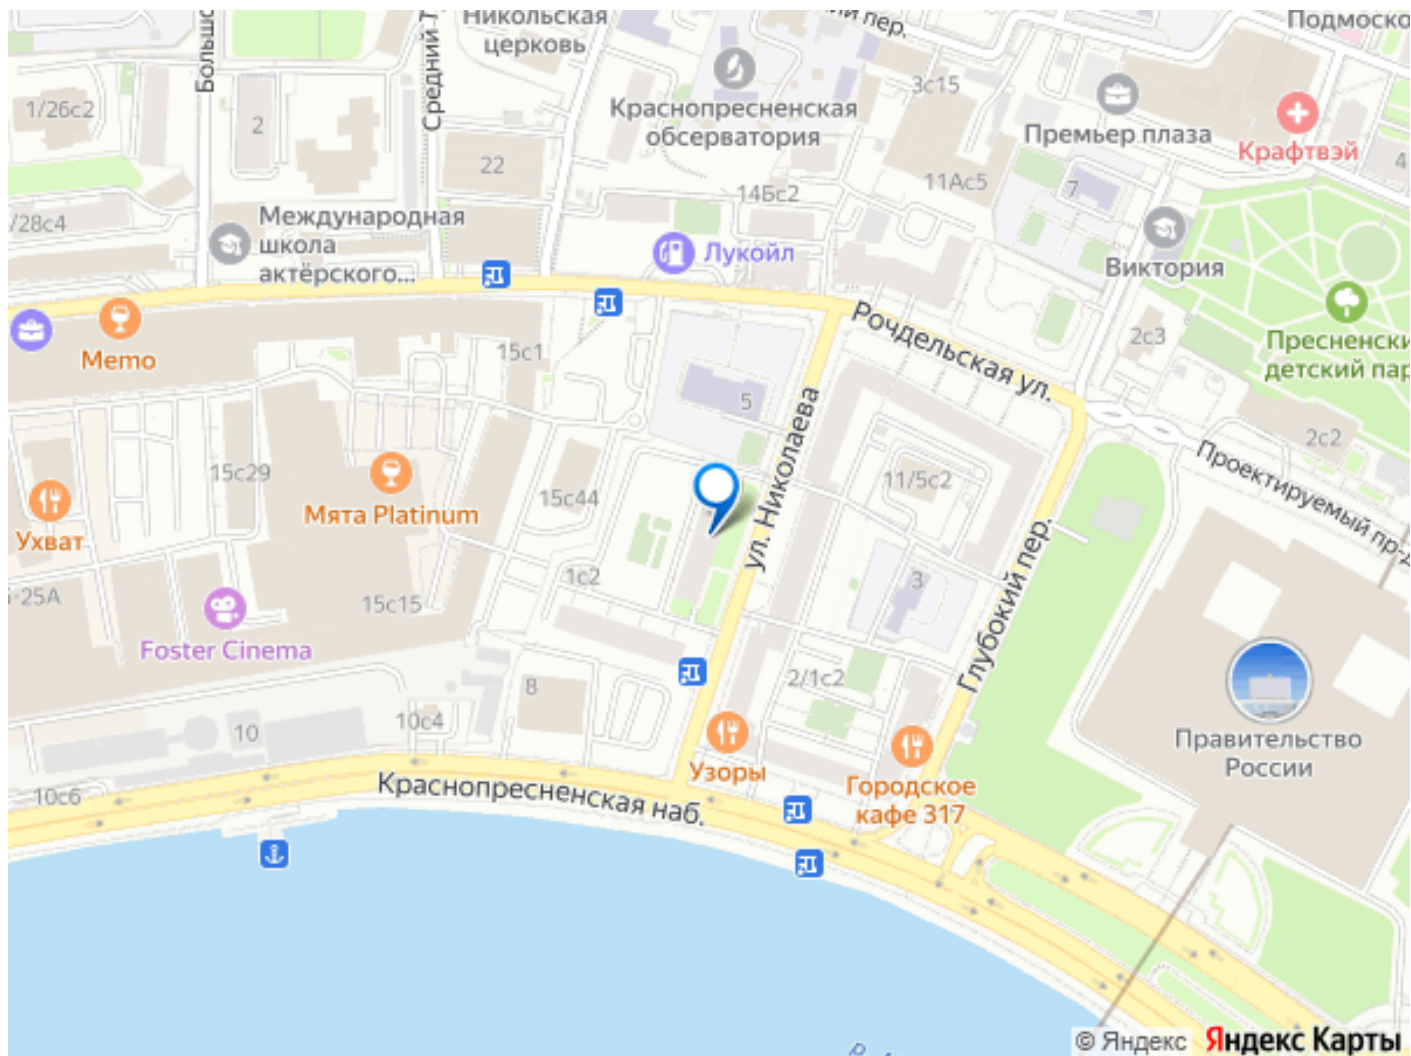 Никольская
церковь
Большо
Средний
пер.
Подмоско
1/26с2
2
22
Краснопресненская
обсерватория
3с15
Премьер плаза
Крафтвэй
4
/28с4
Международная
школа
актёрского...
14Бс2
11Ас5
7
Лукойл
Виктория
Memo
15с1
Рочдельская ул.
2с3
Пресненски
детский пар
5
ул. Николаева
2с2
Проектируемый пр-д
15с29
Мята Platinum
15с44
11/5с2
Ухват
-25А
15с15
1с2
3
Глубокий пер.
Foster Cinema
8
2/1с2
10
10с4
Узоры
Городское
кафе 317
Правительство
России
10с6
Краснопресненская наб.
© Яндекс Яндекс Карты